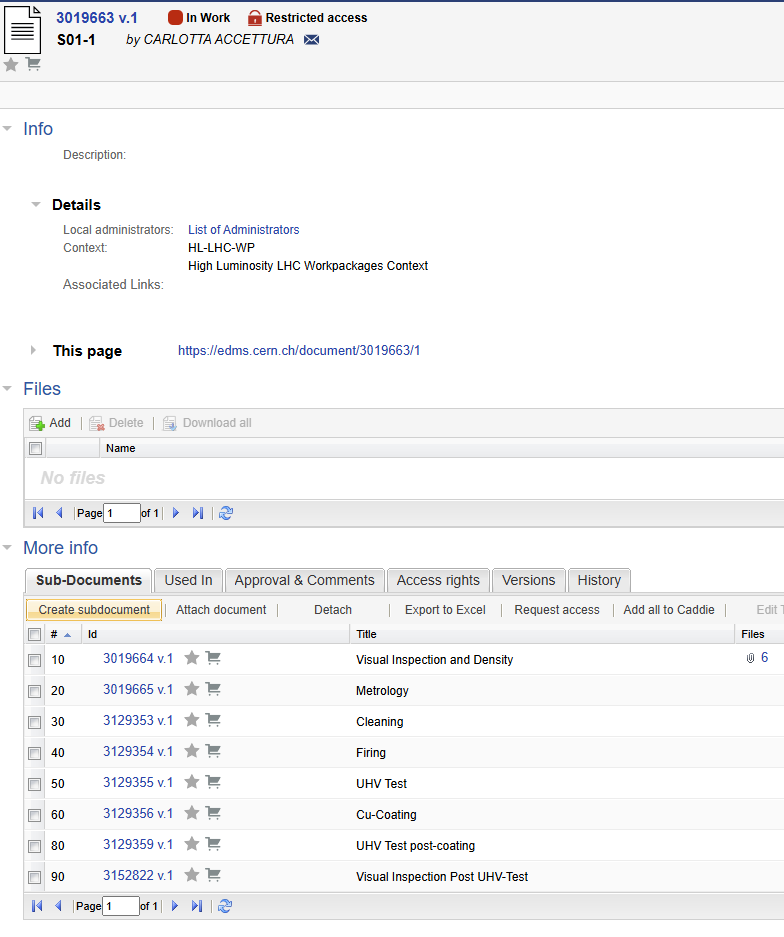 3019663 v.1 In Work Restricted access
S01-1 by CARLOTTA ACCETTURA
Info
Description:
Details
Local administrators: List of Administrators
Context: HL-LHC-WP
High Luminosity LHC Workpackages Context
Associated Links:
This page https://edms.cern.ch/document/3019663/1
Files
Add | Delete | Download all
Name
No files
Page 1 of 1
More info
Sub-Documents Used In Approval & Comments Access rights Versions History
Create subdocument | Attach document | Detach | Export to Excel | Request access | Add all to Caddie | Edit
# Id Title Files
10 3019664 v.1 Visual Inspection and Density 6
20 3019665 v.1 Metrology
30 3129353 v.1 Cleaning
40 3129354 v.1 Firing
50 3129355 v.1 UHV Test
60 3129356 v.1 Cu-Coating
80 3129359 v.1 UHV Test post-coating
90 3152822 v.1 Visual Inspection Post UHV-Test
Page 1 of 1